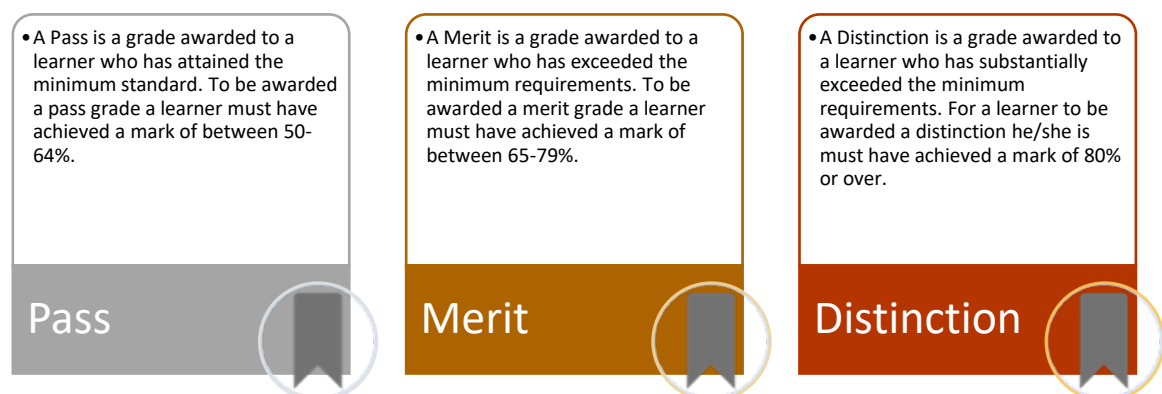 •A Pass is a grade awarded to a
learner who has attained the
minimum standard. To be awarded
a pass grade a learner must have
achieved a mark of between 50-
64%.
Pass
•A Merit is a grade awarded to a
learner who has exceeded the
minimum requirements. To be
awarded a merit grade a learner
must have achieved a mark of
between 65-79%.
Merit
•A Distinction is a grade awarded to
a learner who has substantially
exceeded the minimum
requirements. For a learner to be
awarded a distinction he/she is
must have achieved a mark of 80%
or over.
Distinction